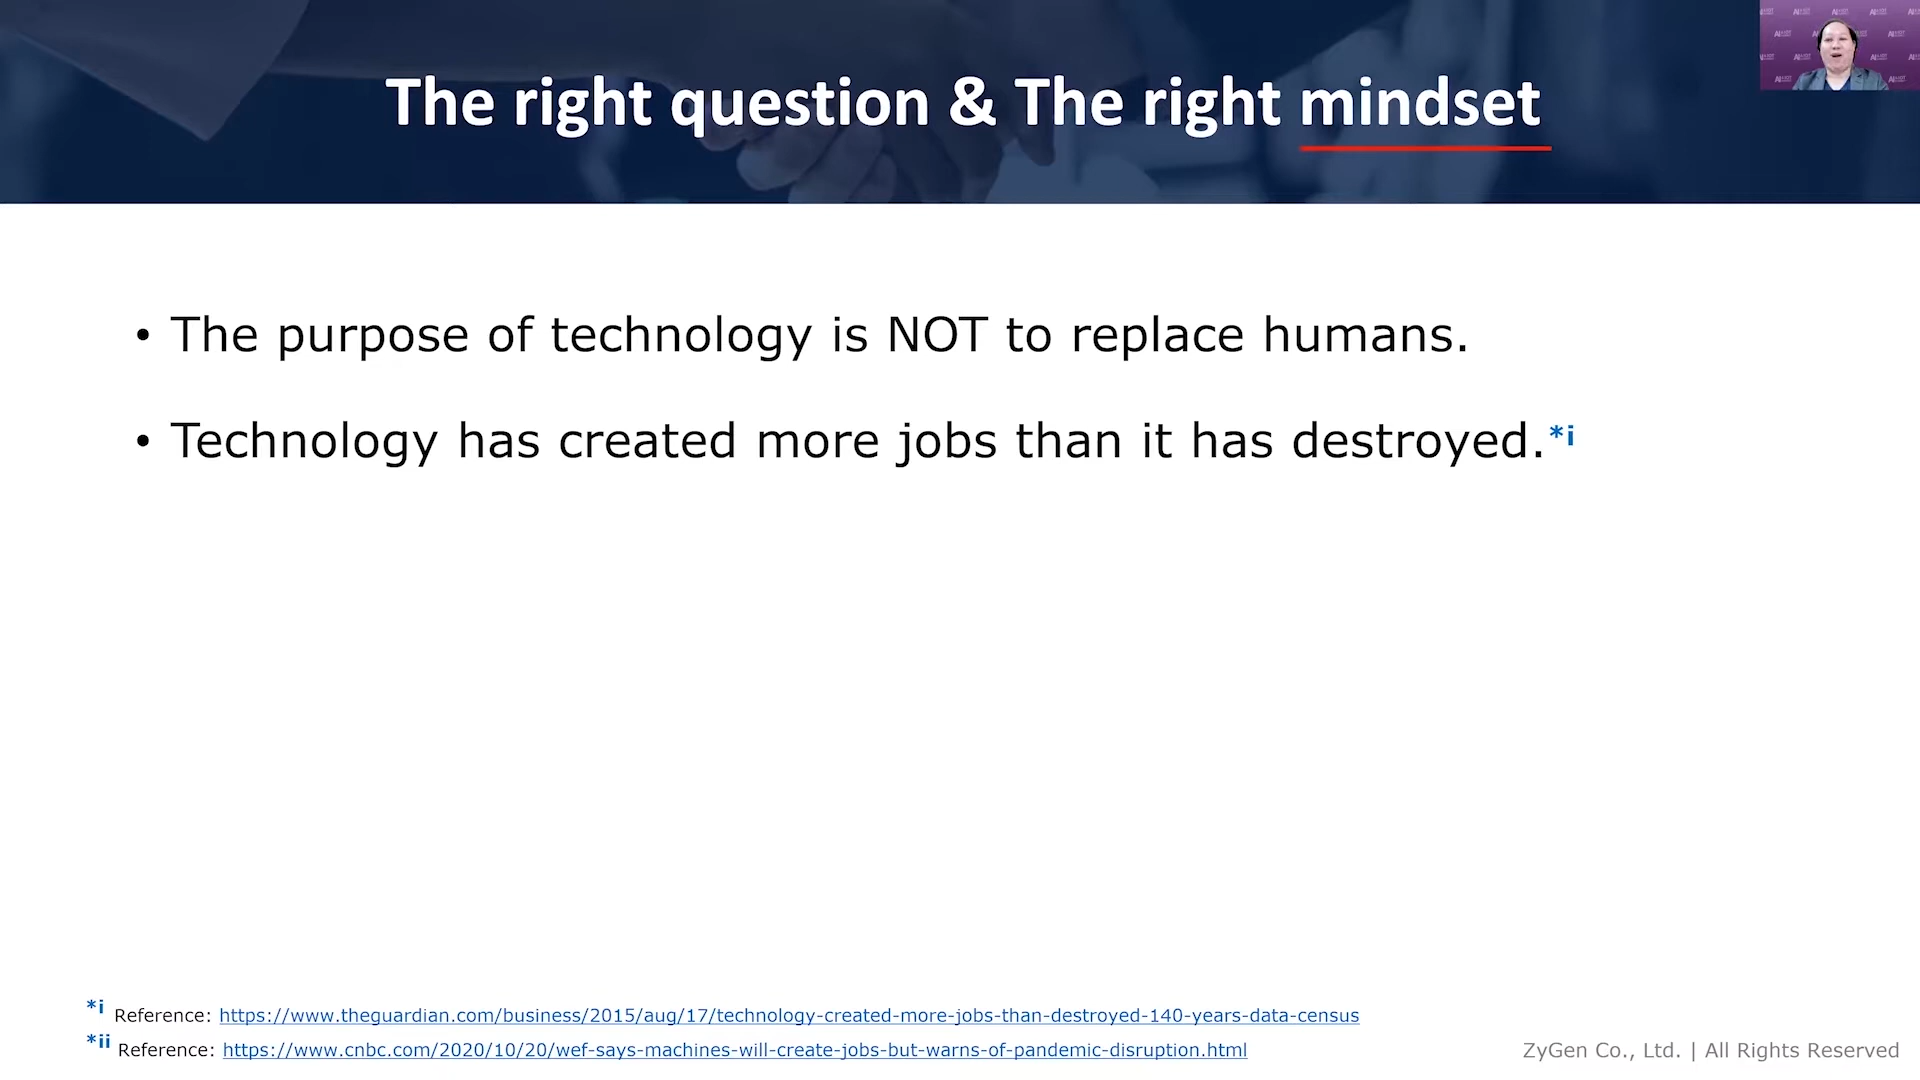 The right question & The right mindset
• The purpose of technology is NOT to replace humans.
• Technology has created more jobs than it has destroyed.*i
*i Reference: https://www.theguardian.com/business/2015/aug/17/technology-created-more-jobs-than-destroyed-140-years-data-census
*ii Reference: https://www.cnbc.com/2020/10/20/wef-says-machines-will-create-jobs-but-warns-of-pandemic-disruption.html
ZyGen Co., Ltd. | All Rights Reserved